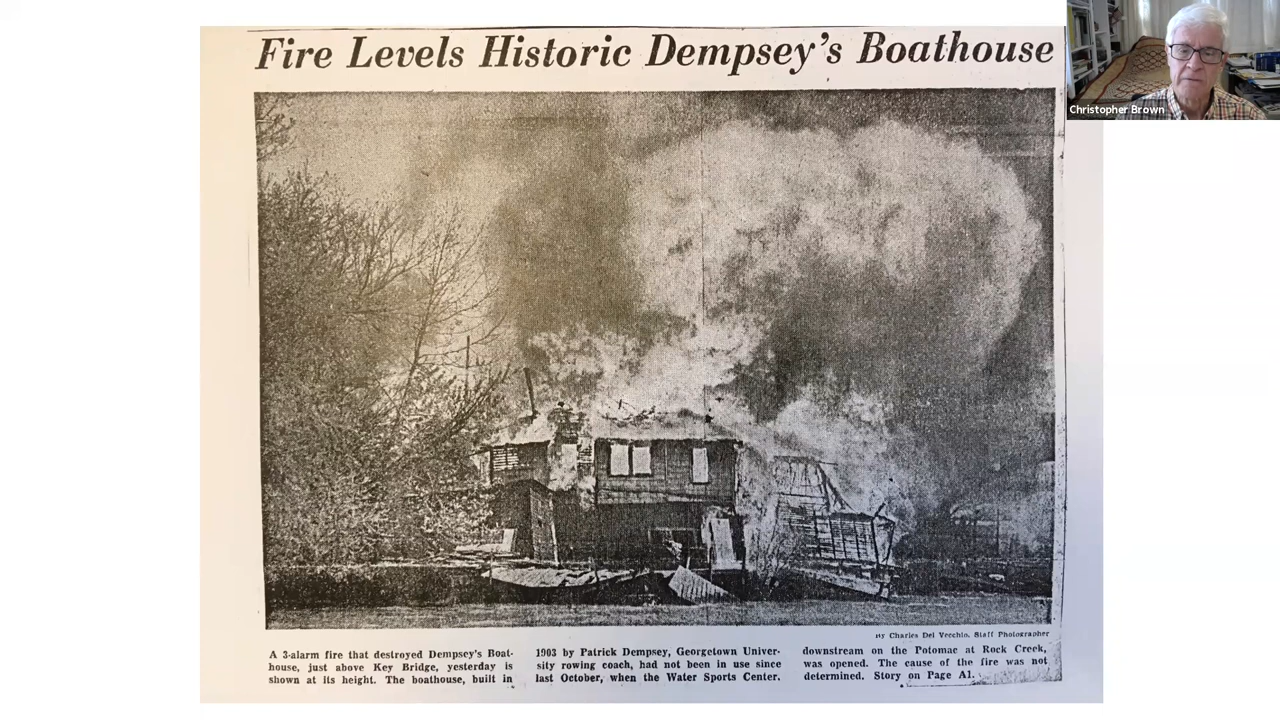 Fire Levels Historic Dempsey's Boathouse
Christopher Brown
By Charles Del Vecchio, Staff Photographer
A 3-alarm fire that destroyed Dempsey's Boat-
house, just above Key Bridge, yesterday is
shown at its height. The boathouse, built in
1903 by Patrick Dempsey, Georgetown Univer-
sity rowing coach, had not been in use since
last October, when the Water Sports Center.
downstream on the Potomac at Rock Creek,
was opened. The cause of the fire was not
determined. Story on Page A1.